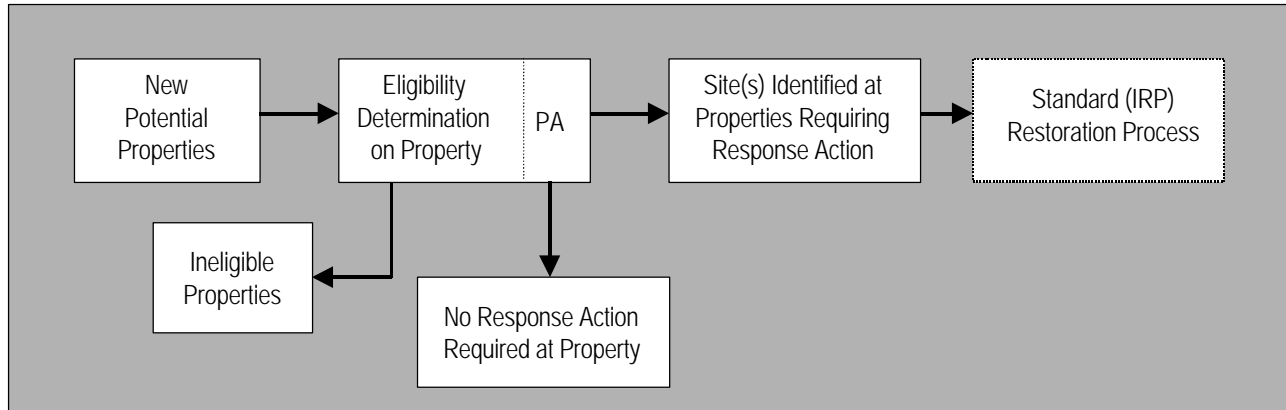 New
Potential
Properties
Eligibility
Determination
on Property
PA
Site(s) Identified at
Properties Requiring
Response Action
Standard (IRP)
Restoration Process
Ineligible
Properties
No Response Action
Required at Property